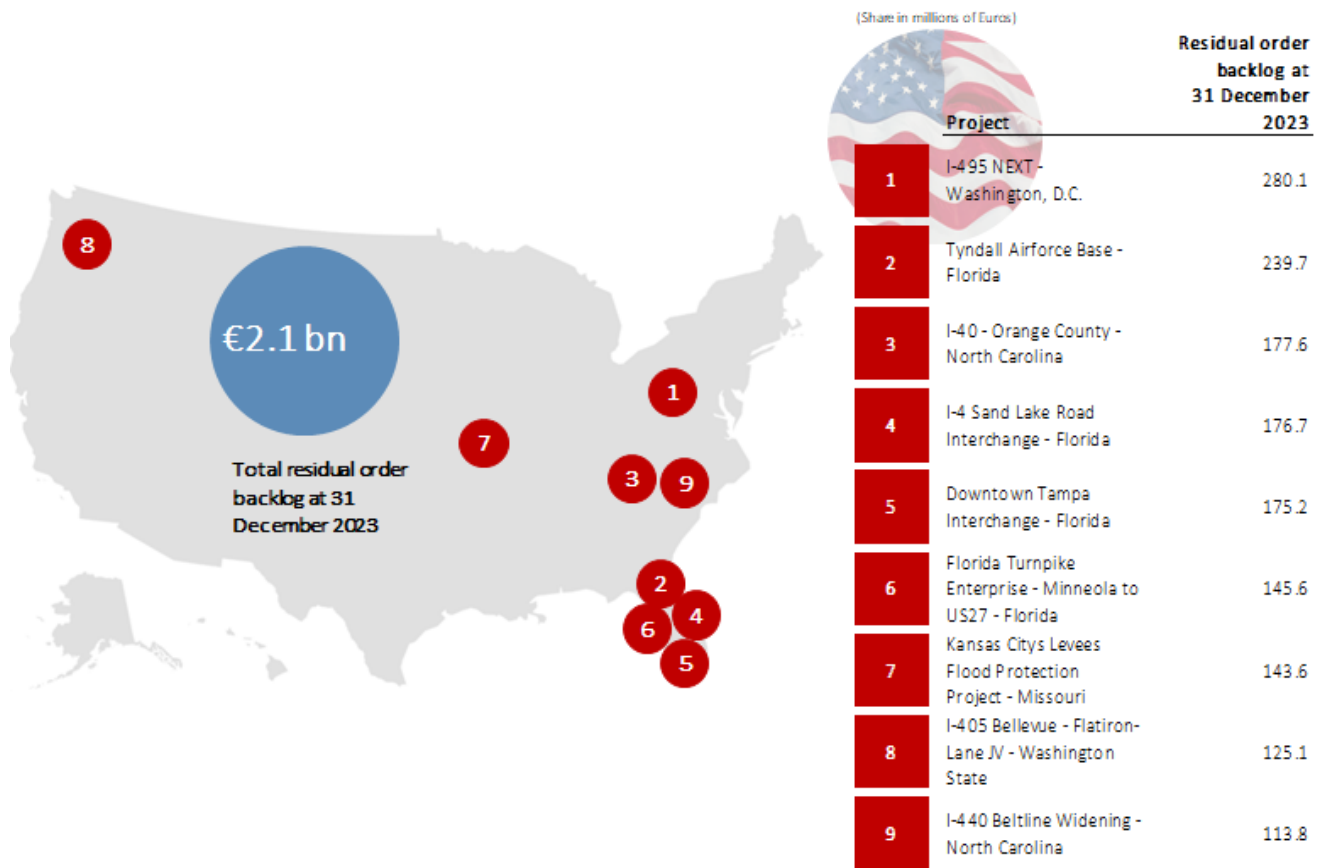 (Share in millions of Euros)
Residual order
backlog at
31 December
Project 2023
1 I-495 NEXT -
Washington, D.C. 280.1
2 Tyndall Airforce Base -
Florida 239.7
3 I-40 - Orange County -
North Carolina 177.6
4 I-4 Sand Lake Road
Interchange - Florida 176.7
5 Downtown Tampa
Interchange - Florida 175.2
6 Florida Turnpike
Enterprise - Minneola to
US27 - Florida 145.6
7 Kansas Citys Levees
Flood Protection
Project - Missouri 143.6
8 I-405 Bellevue - Flatiron-
Lane JV - Washington
State 125.1
9 I-440 Beltline Widening -
North Carolina 113.8
8
€2.1 bn
1
7
Total residual order
backlog at 31
December 2023
3 9
2
4
6
5